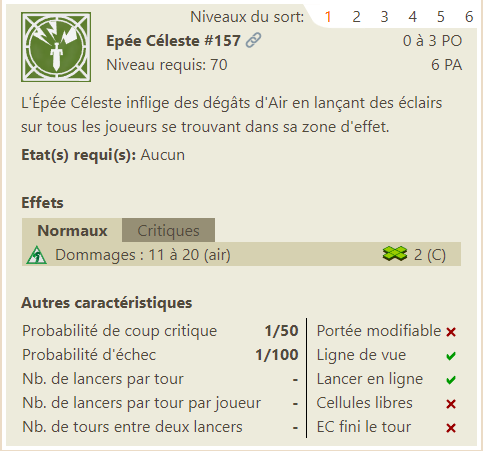 Niveaux du sort: 1 2 3 4 5 6
Epée Céleste #157 0 à 3 PO
Niveau requis: 70 6 PA
L'Épée Céleste inflige des dégâts d'Air en lançant des éclairs
sur tous les joueurs se trouvant dans sa zone d'effet.
Etat(s) requi(s): Aucun
Effets
Normaux Critiques
Dommages : 11 à 20 (air) 2 (C)
Autres caractéristiques
Probabilité de coup critique 1/50 Portée modifiable
Probabilité d'échec 1/100 Ligne de vue
Nb. de lancers par tour - Lancer en ligne
Nb. de lancers par tour par joueur - Cellules libres
Nb. de tours entre deux lancers - EC fini le tour